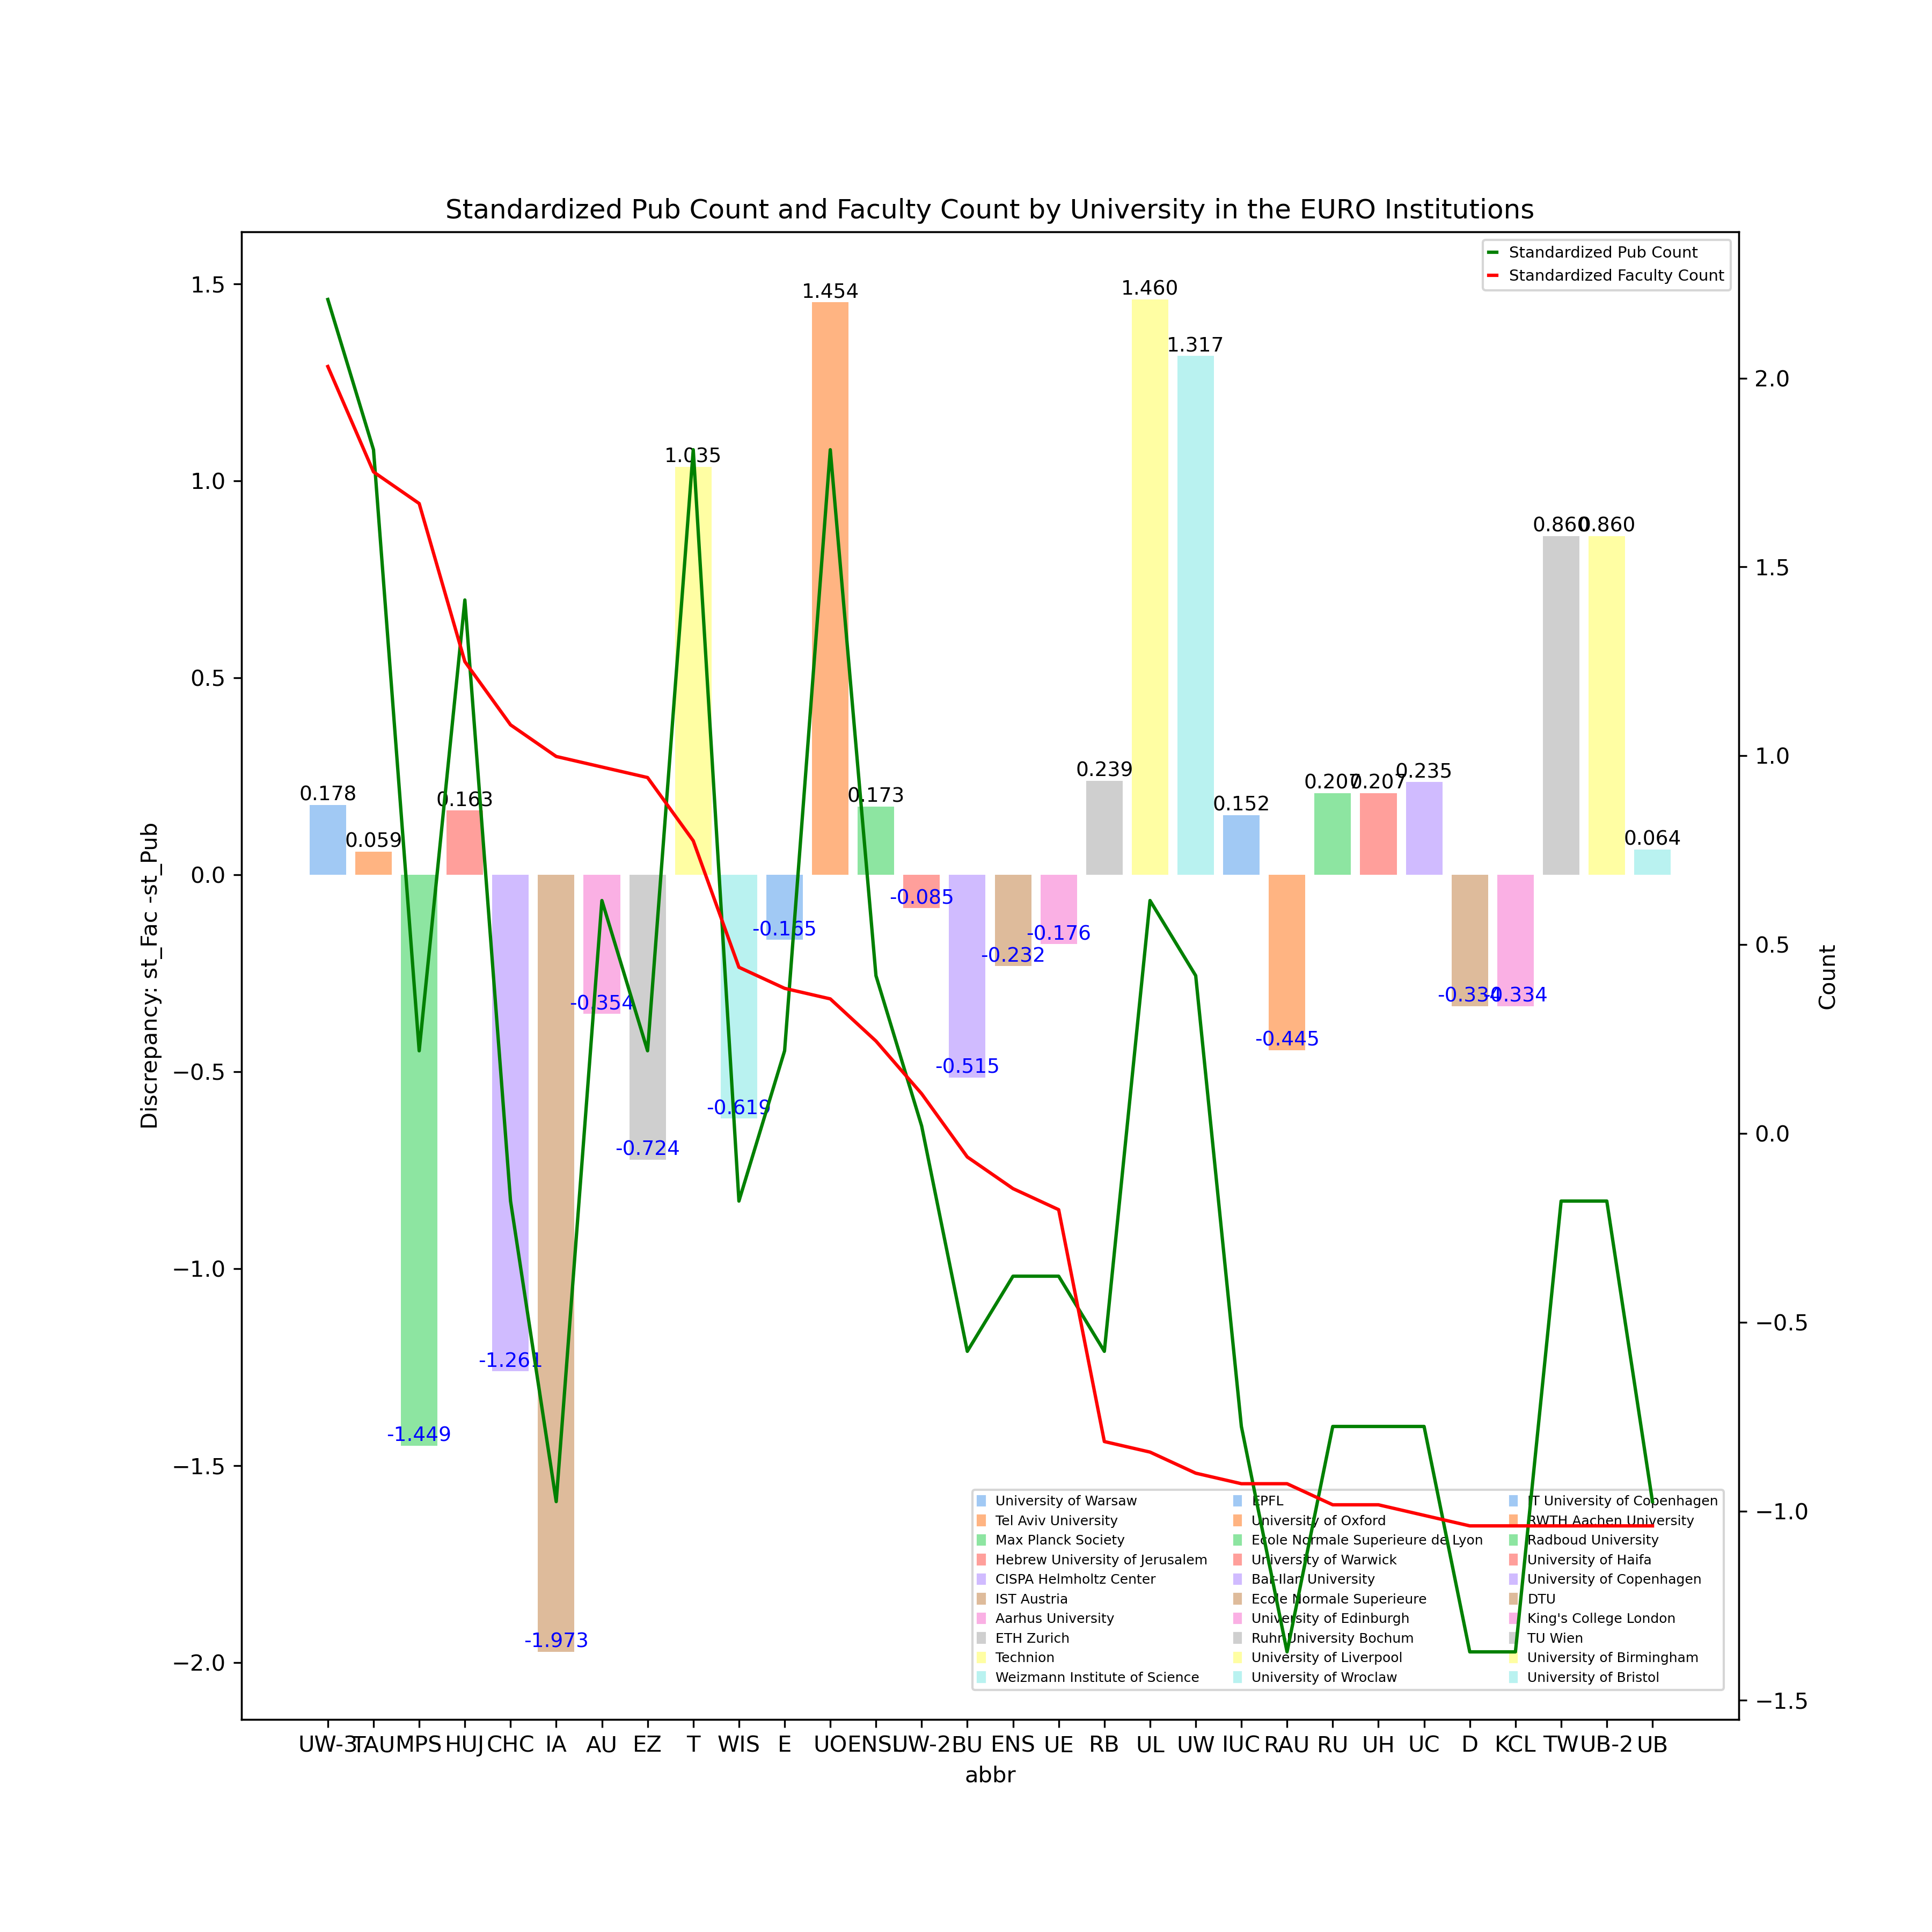 Standardized Pub Count and Faculty Count by University in the EURO Institutions
Standardized Pub Count
Standardized Faculty Count
1.5
1.0
0.5
0.0
−0.5
−1.0
−1.5
−2.0
Discrepancy: st_Fac -st_Pub
0.178
0.059
-1.449
0.163
-1.261
-1.973
-0.354
-0.724
1.035
-0.619
-0.165
1.454
0.173
-0.085
-0.515
-0.232
-0.176
0.239
1.460
1.317
0.152
-0.445
0.207
0.207
0.235
-0.334
-0.334
0.860
0.860
0.064
2.0
1.5
1.0
0.5
0.0
−0.5
−1.0
−1.5
Count
University of Warsaw
Tel Aviv University
Max Planck Society
Hebrew University of Jerusalem
CISPA Helmholtz Center
IST Austria
Aarhus University
ETH Zurich
Technion
Weizmann Institute of Science
EPFL
University of Oxford
Ecole Normale Superieure de Lyon
University of Warwick
Bar-Ilan University
Ecole Normale Superieure
University of Edinburgh
Ruhr University Bochum
University of Liverpool
University of Wroclaw
IT University of Copenhagen
RWTH Aachen University
Radboud University
University of Haifa
University of Copenhagen
DTU
King's College London
TU Wien
University of Birmingham
University of Bristol
UW-3 TAU MPS HUJ CHC IA AU EZ T WIS E UO ENSL UW-2 BU ENS UE RB UL UW IUC RAU RU UH UC D KCL TW UB-2 UB
abbr